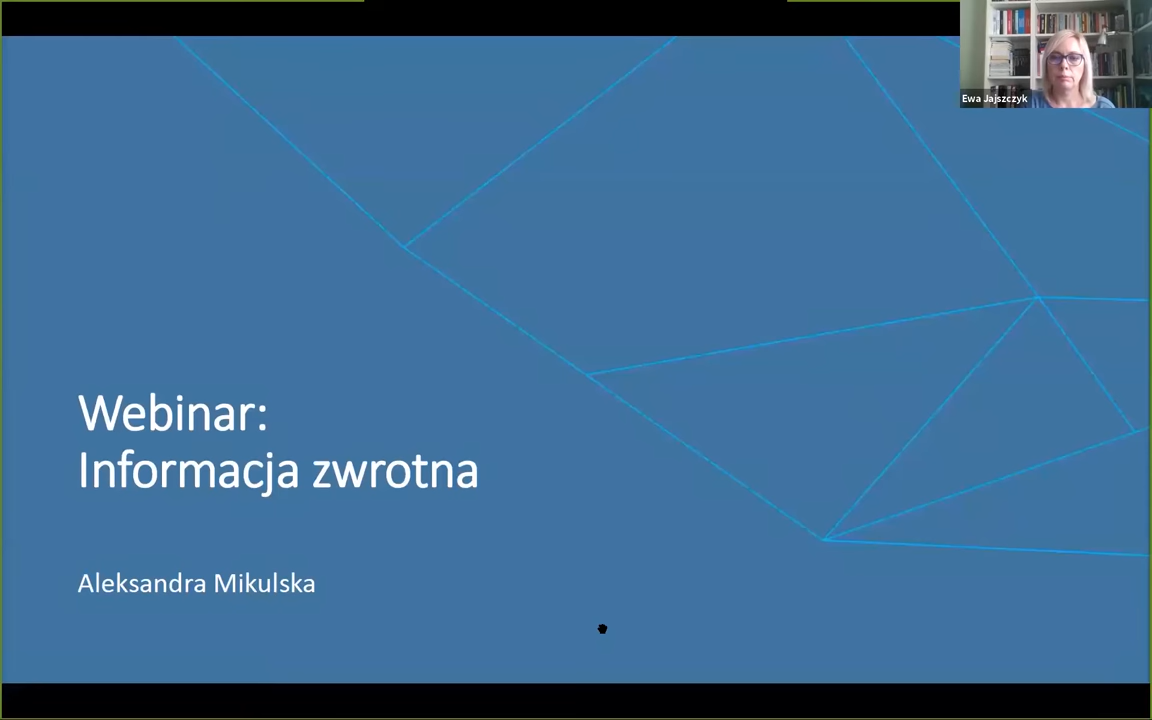 Ewa Jajszczyk
Webinar:
Informacja zwrotna
Aleksandra Mikulska